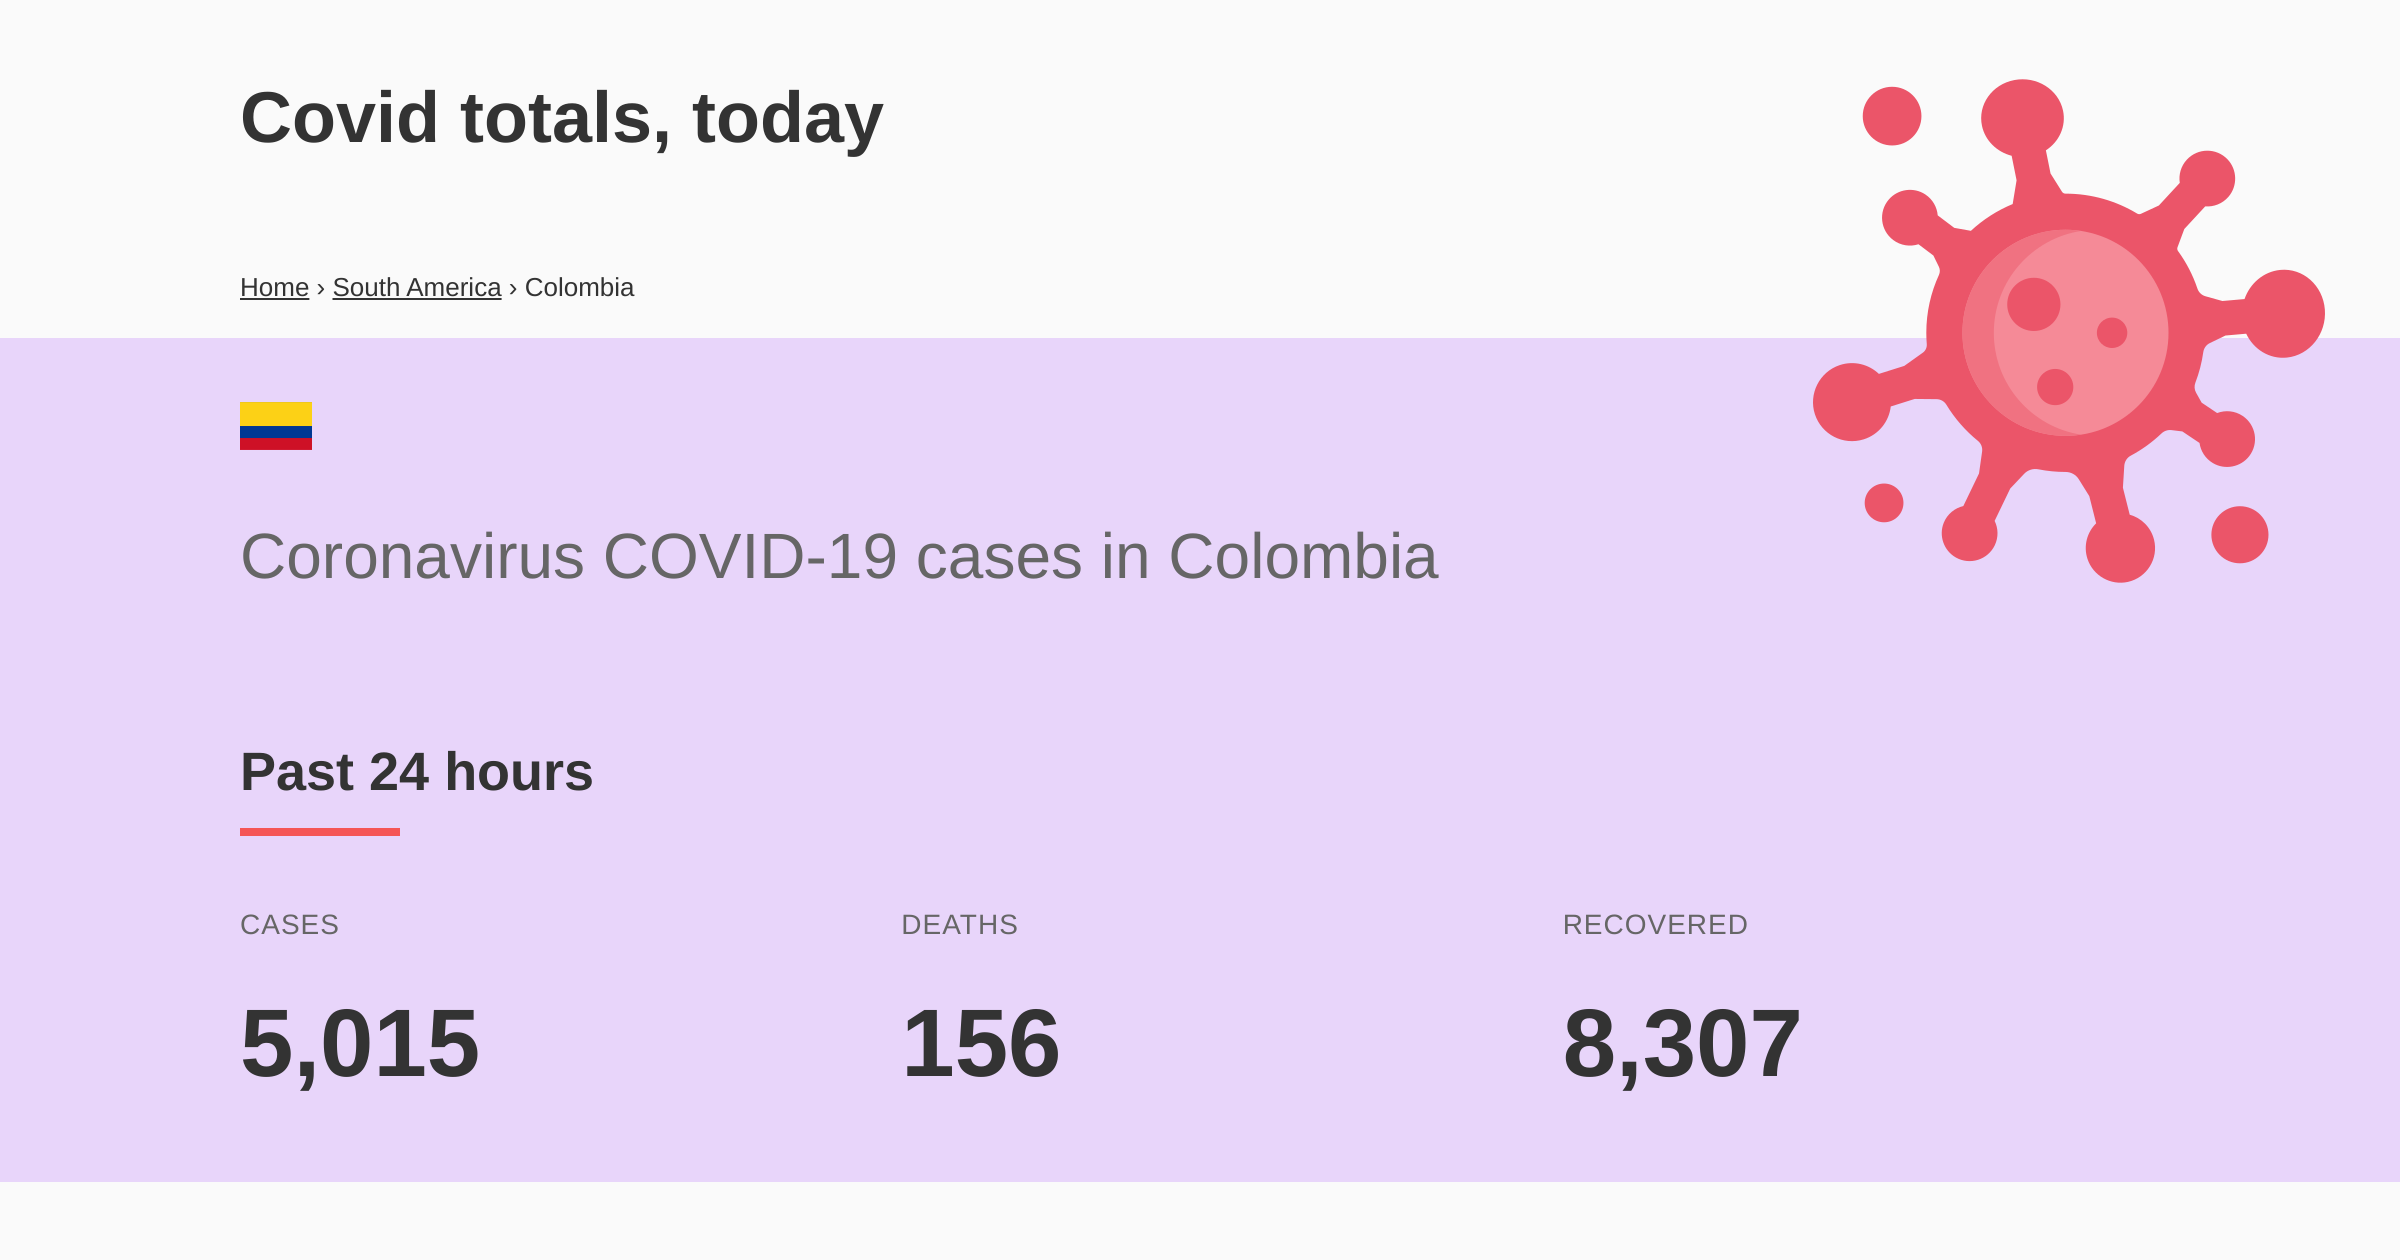 Covid totals, today
Home › South America › Colombia
Coronavirus COVID-19 cases in Colombia
Past 24 hours
CASES DEATHS RECOVERED
5,015 156 8,307